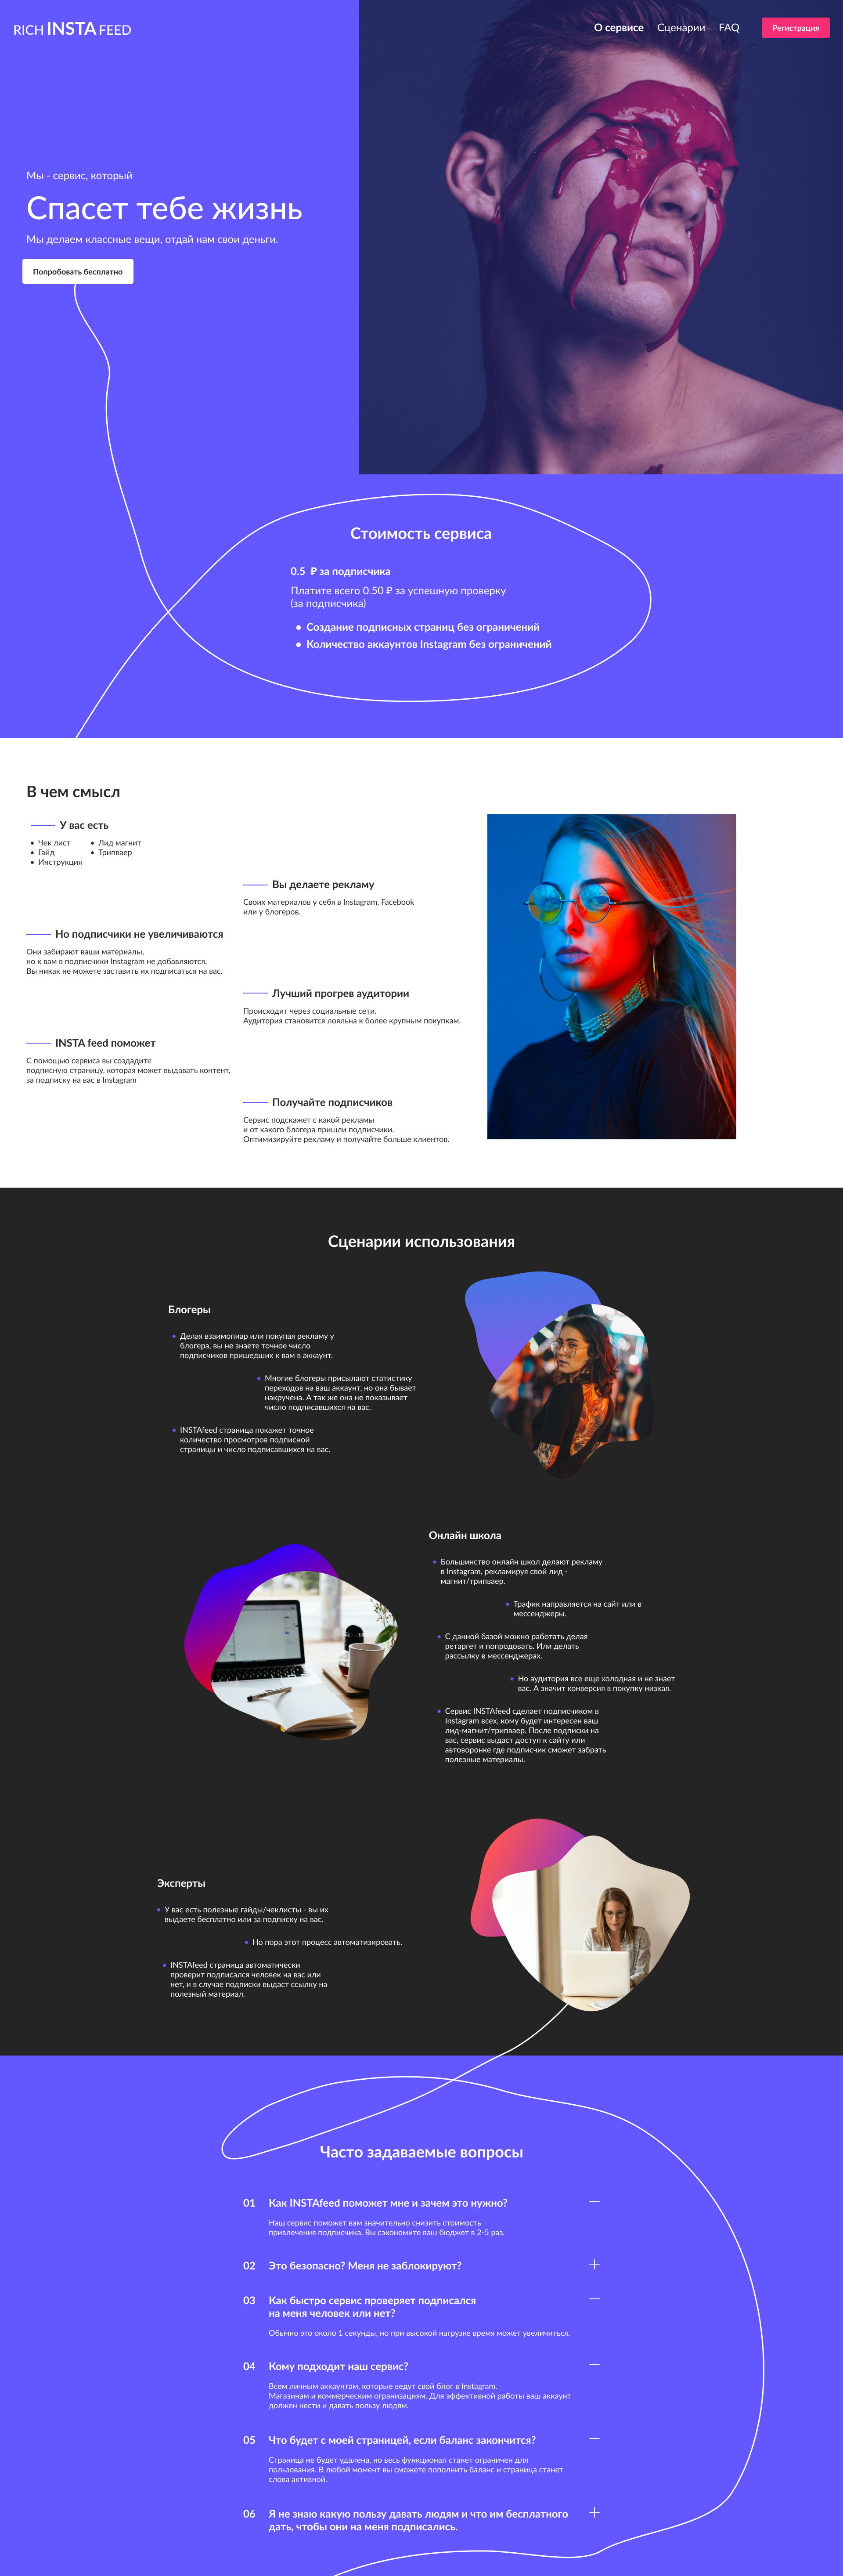 RICH INSTA FEED
О сервисе Сценарии FAQ Регистрация
Мы - сервис, который
Спасет тебе жизнь
Мы делаем классные вещи, отдай нам свои деньги.
Попробовать бесплатно
Стоимость сервиса
0.5 ₽ за подписчика
Платите всего 0.50 ₽ за успешную проверку
(за подписчика)
Создание подписных страниц без ограничений
Количество аккаунтов Instagram без ограничений
В чем смысл
У вас есть
Чек лист
Гайд
Инструкция
Лид магнит
Трипваер
Вы делаете рекламу
Своих материалов у себя в Instagram, Facebook
или у блогеров.
Но подписчики не увеличиваются
Они забирают ваши материалы,
но к вам в подписчики Instagram не добавляются.
Вы никак не можете заставить их подписаться на вас.
Лучший прогрев аудитории
Происходит через социальные сети.
Аудитория становится лояльна к более крупным покупкам.
INSTA feed поможет
С помощью сервиса вы создадите
подписную страницу, которая может выдавать контент,
за подписку на вас в Instagram
Получайте подписчиков
Сервис подскажет с какой рекламы
и от какого блогера пришли подписчики.
Оптимизируйте рекламу и получайте больше клиентов.
Сценарии использования
Блогеры
Делая взаимопиар или покупая рекламу у
блогера, вы не знаете точное число
подписчиков пришедших к вам в аккаунт.
Многие блогеры присылают статистику
переходов на ваш аккаунт, но она бывает
накручена. А так же она не показывает
число подписавшихся на вас.
INSTAfeed страница покажет точное
количество просмотров подписной
страницы и число подписавшихся на вас.
Онлайн школа
Большинство онлайн школ делают рекламу
в Instagram, рекламируя свой лид -
магнит/трипваер.
Трафик направляется на сайт или в
мессенджеры.
С данной базой можно работать делая
ретаргет и попродовать. Или делать
рассылку в мессенджерах.
Но аудитория все еще холодная и не знает
вас. А значит конверсия в покупку низкая.
Сервис INSTAfeed сделает подписчиком в
Instagram всех, кому будет интересен ваш
лид-магнит/трипваер. После подписки на
вас, сервис выдаст доступ к сайту или
автоворонке где подписчик сможет забрать
полезные материалы.
Эксперты
У вас есть полезные гайды/чеклисты - вы их
выдаете бесплатно или за подписку на вас.
Но пора этот процесс автоматизировать.
INSTAfeed страница автоматически
проверит подписался человек на вас или
нет, и в случае подписки выдаст ссылку на
полезный материал.
Часто задаваемые вопросы
01 Как INSTAfeed поможет мне и зачем это нужно?
Наш сервис поможет вам значительно снизить стоимость
привлечения подписчика. Вы сэкономите ваш бюджет в 2-5 раз.
02 Это безопасно? Меня не заблокируют?
03 Как быстро сервис проверяет подписался
на меня человек или нет?
Обычно это около 1 секунды, но при высокой нагрузке время может увеличиться.
04 Кому подходит наш сервис?
Всем личным аккаунтам, которые ведут свой блог в Instagram.
Магазинам и коммерческим огранизациям. Для эффективной работы ваш аккаунт
должен нести и давать пользу людям.
05 Что будет с моей страницей, если баланс закончится?
Страница не будет удалена, но весь функционал станет ограничен для
пользования. В любой момент вы сможете пополнить баланс и страница станет
слова активной.
06 Я не знаю какую пользу давать людям и что им бесплатного
дать, чтобы они на меня подписались.